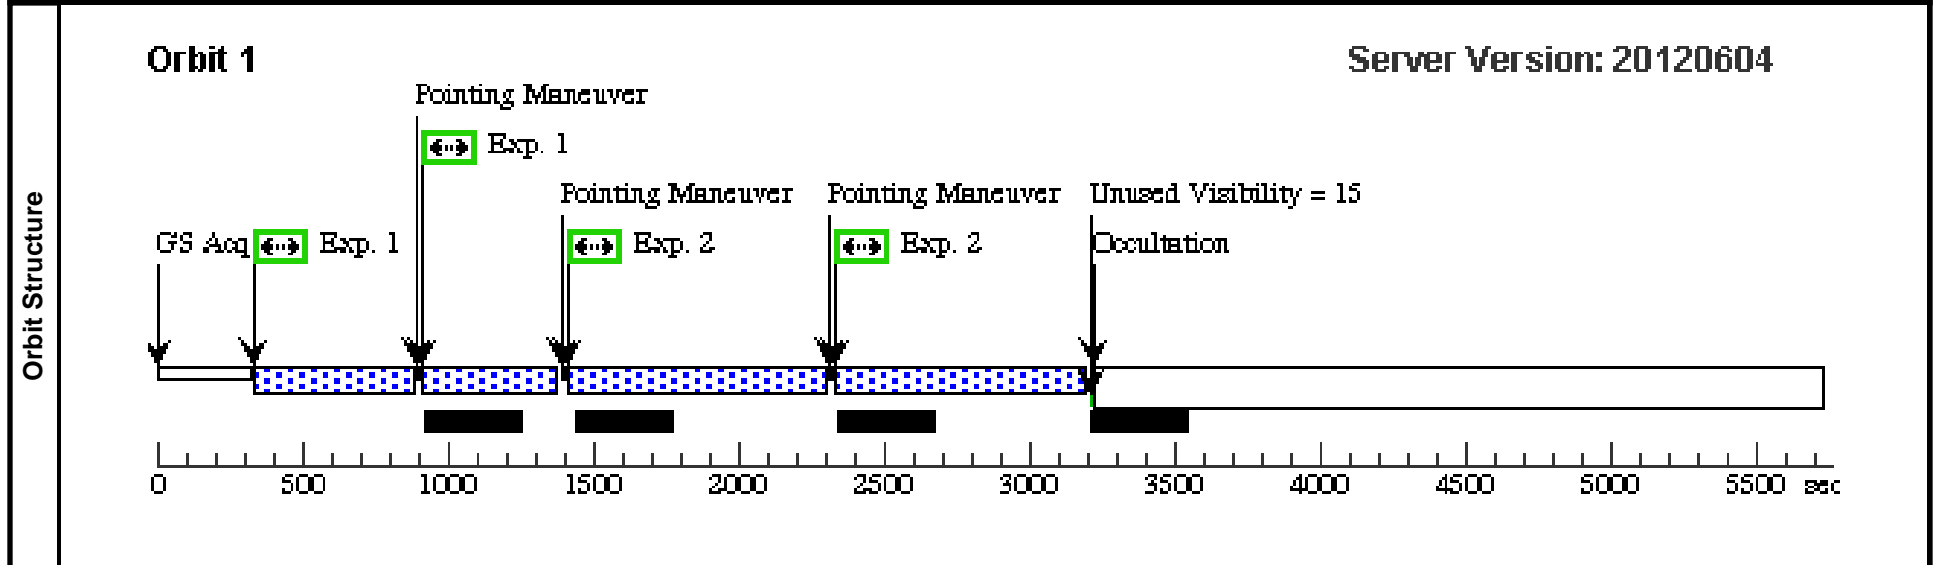 Orbit Structure
Orbit 1
Server Version: 20120604
Pointing Maneuver
Exp. 1
Pointing Maneuver
Pointing Maneuver
Unused Visibility = 15
GS Acq
Exp. 1
Exp. 2
Exp. 2
Occultation
0 500 1000 1500 2000 2500 3000 3500 4000 4500 5000 5500 sec